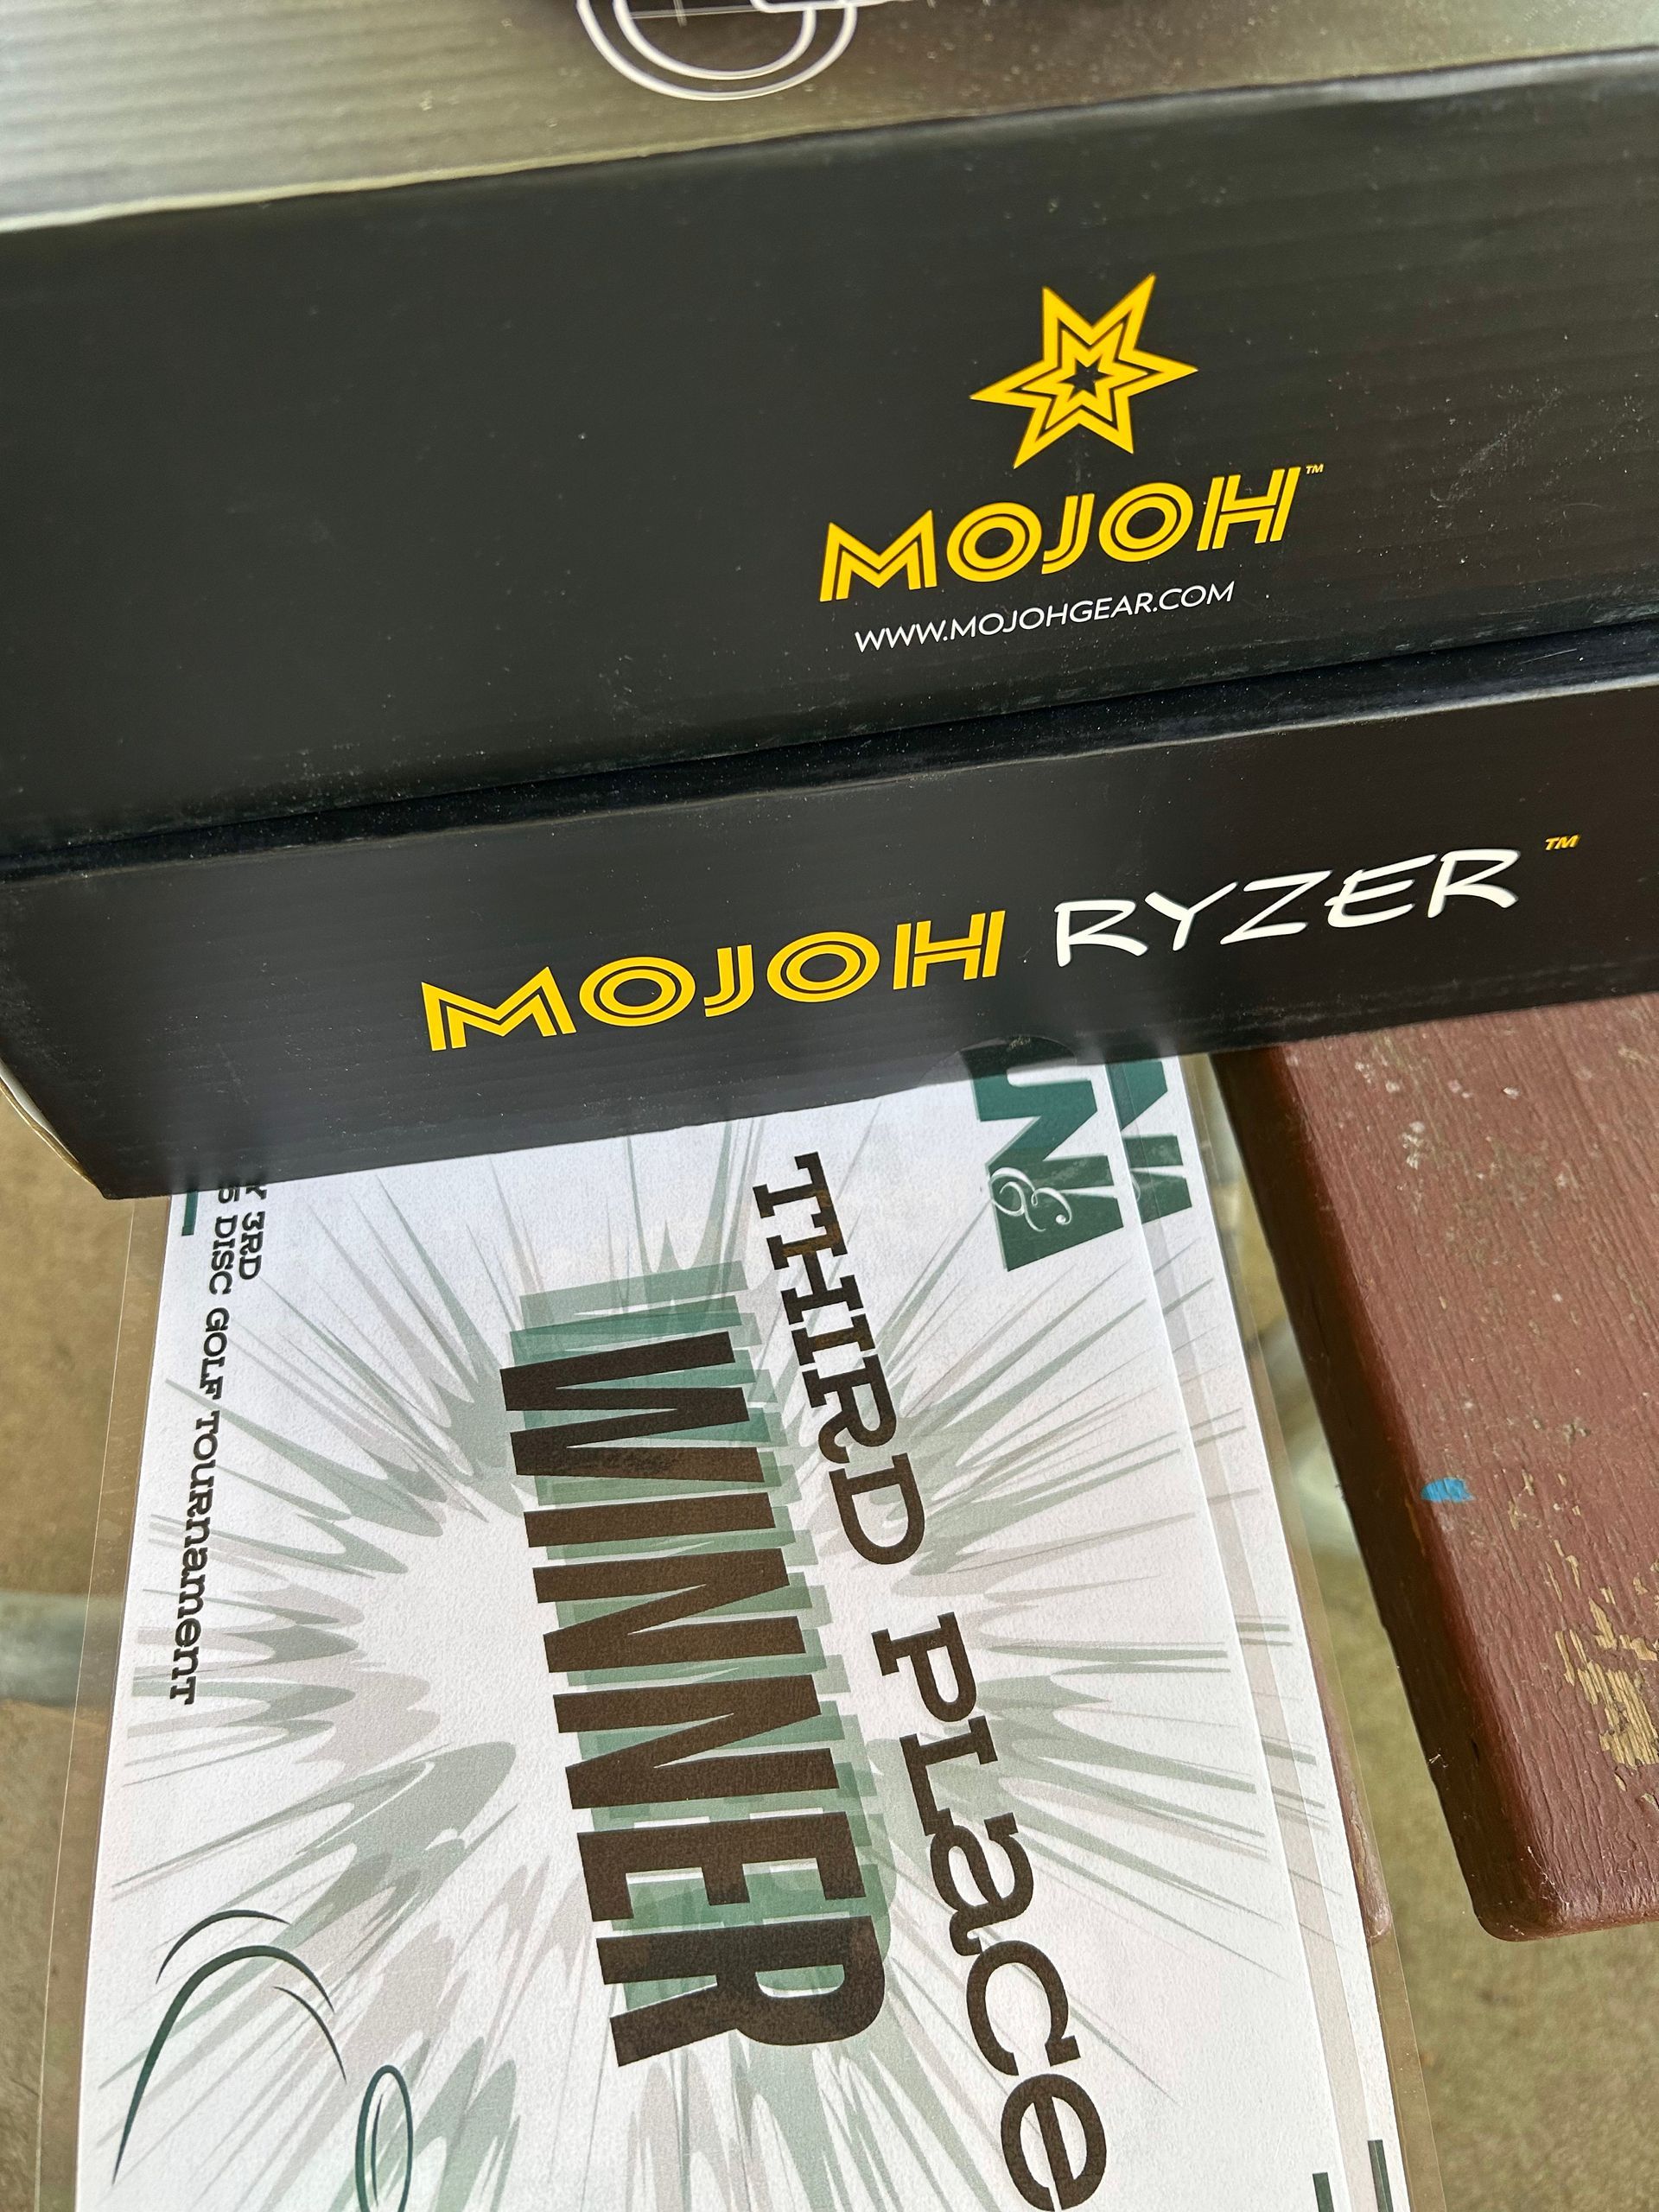 MOJOH™
WWW.MOJOHGEAR.COM
MOJOH RYZER™
THIRD PLACE
WINNER
3RD
DISC GOLF TOURNAMENT